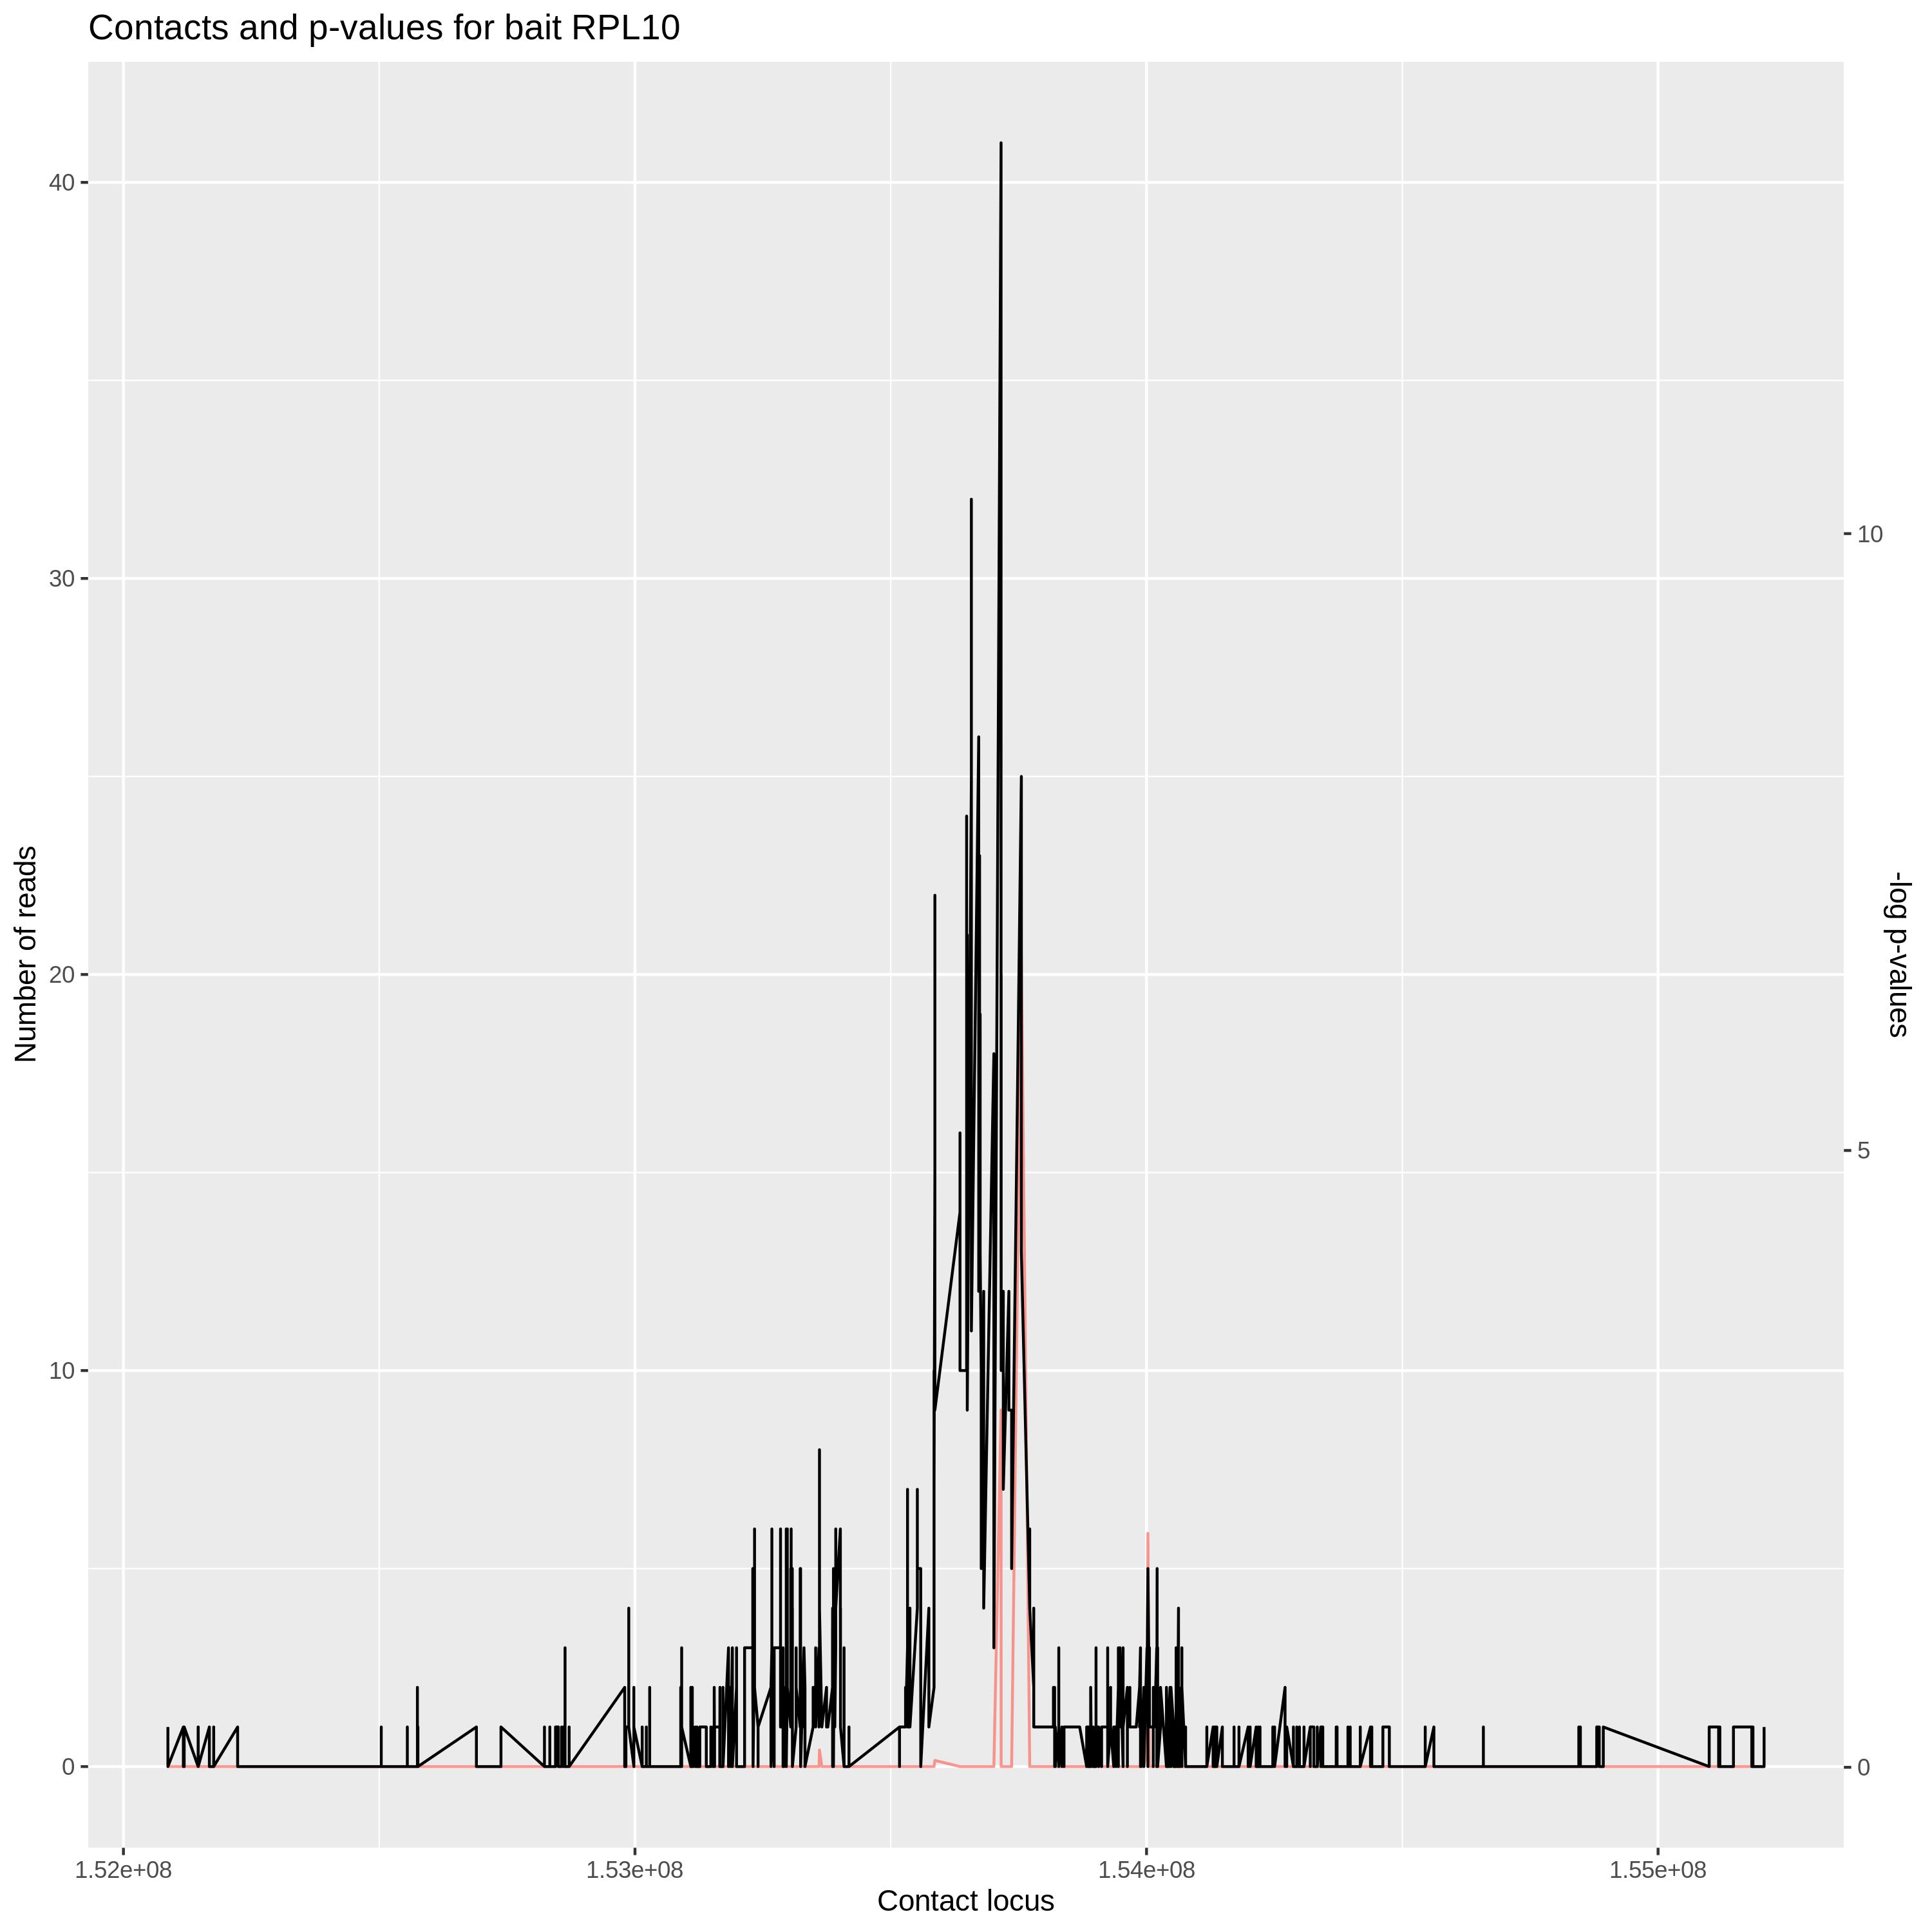 Contacts and p-values for bait RPL10
40
30
20
10
0
Number of reads
10
5
0
-log p-values
1.52e+08
1.53e+08
1.54e+08
1.55e+08
Contact locus